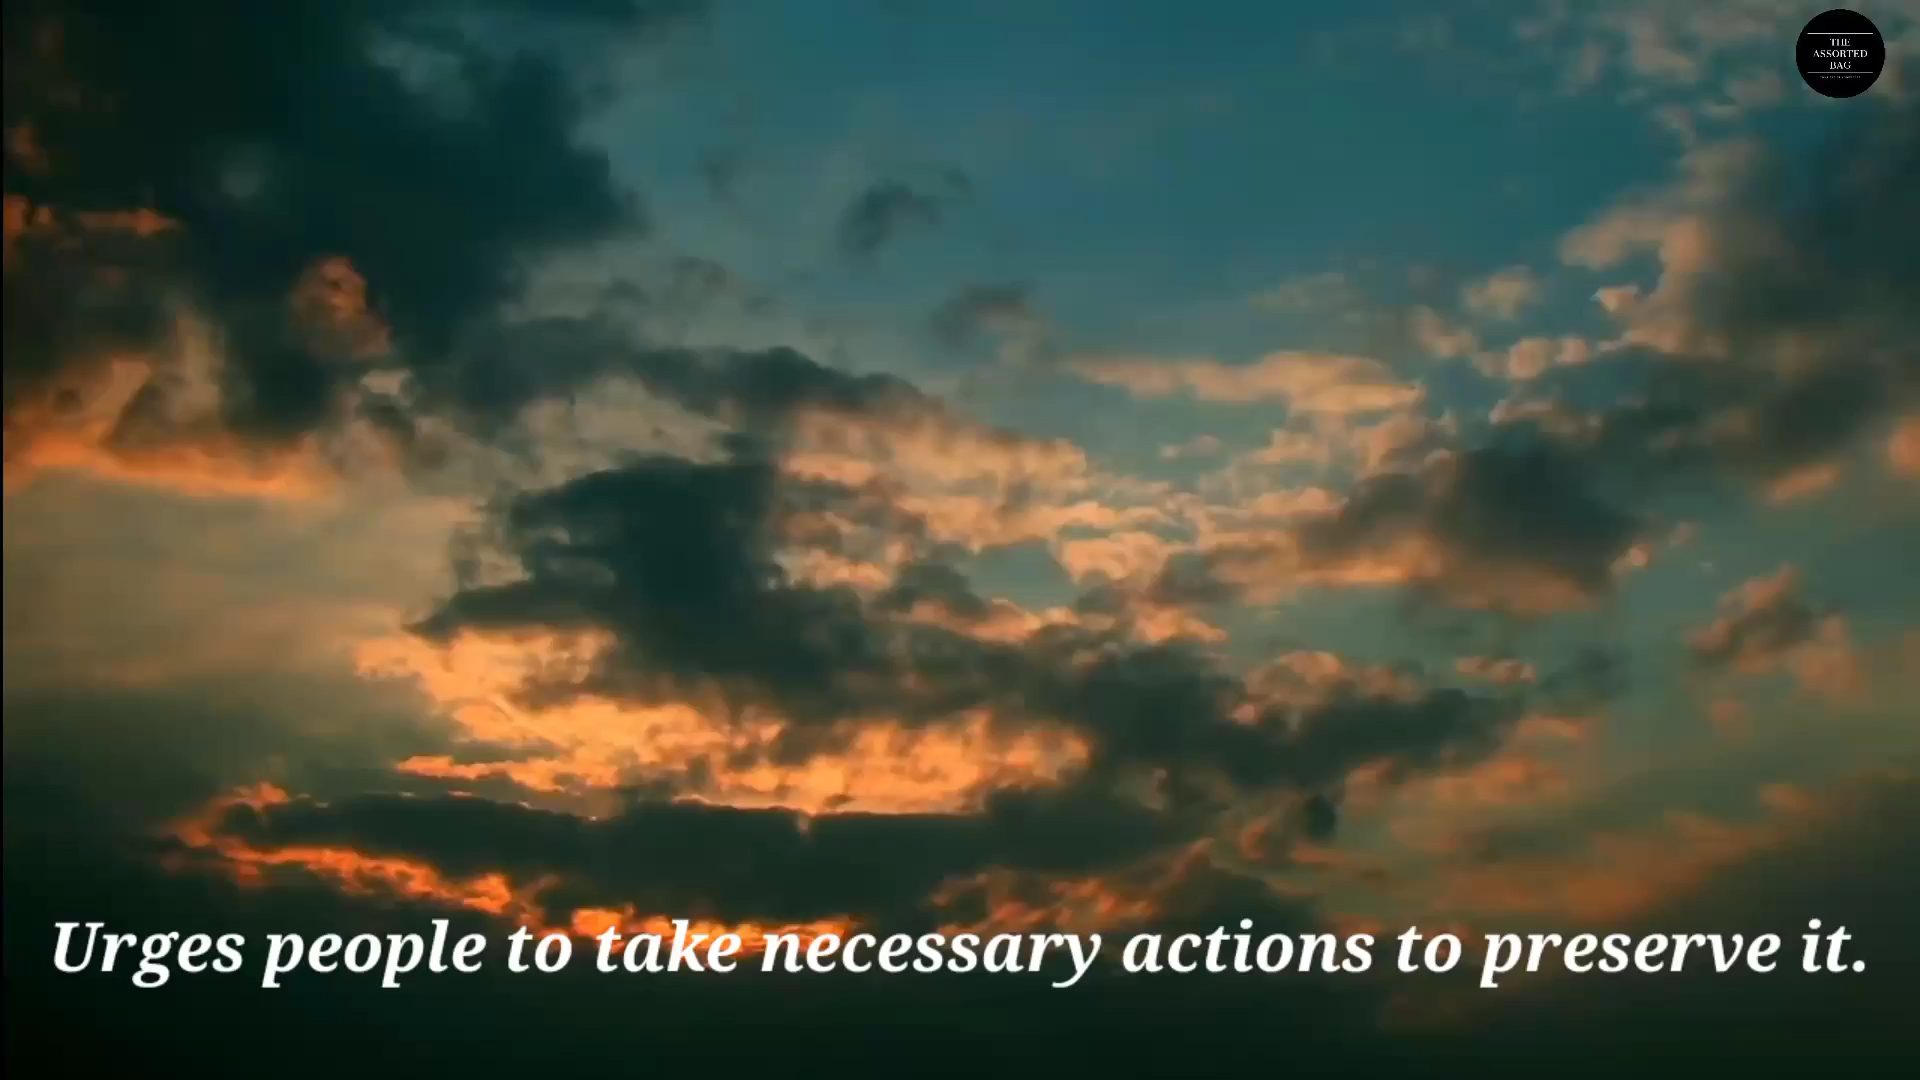 THE
ASSORTED
BAG
Urges people to take necessary actions to preserve it.